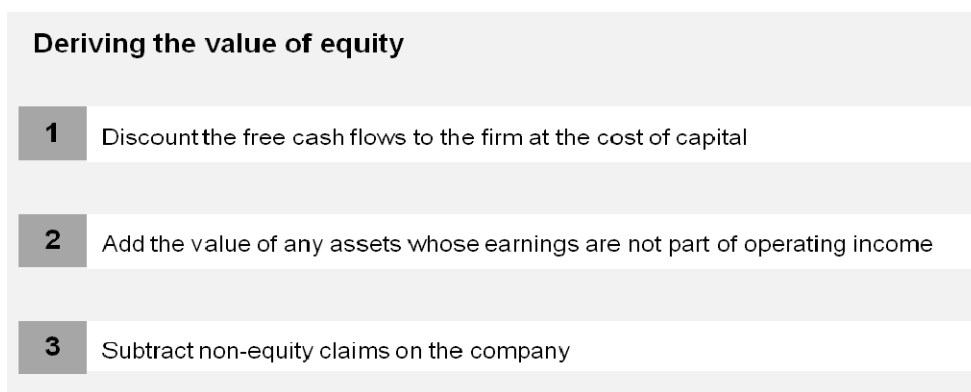 Deriving the value of equity
1
Discount the free cash flows to the firm at the cost of capital
2
Add the value of any assets whose earnings are not part of operating income
3
Subtract non-equity claims on the company